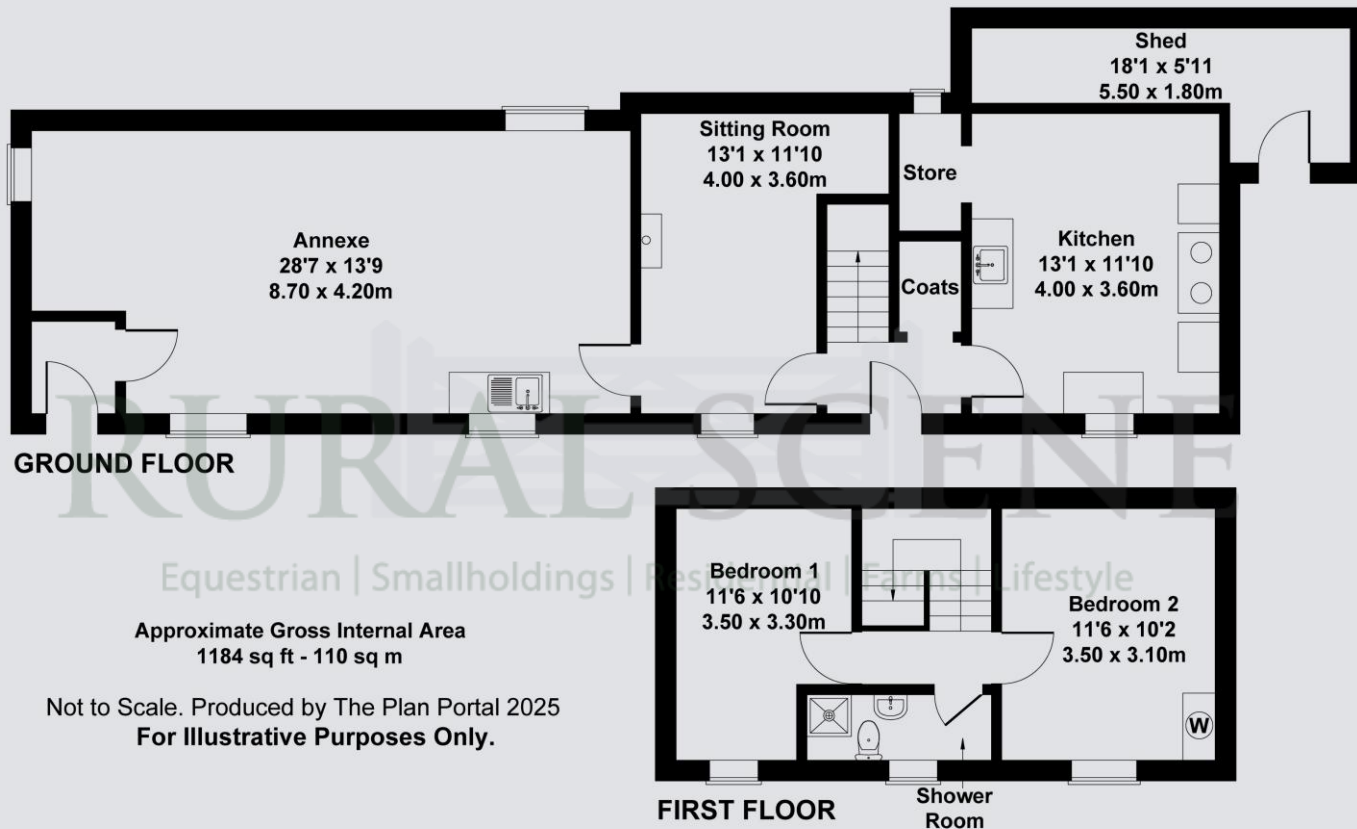 Shed
18'1 x 5'11
5.50 x 1.80m
Sitting Room
13'1 x 11'10
4.00 x 3.60m
Store
Annexe
28'7 x 13'9
8.70 x 4.20m
Kitchen
13'1 x 11'10
4.00 x 3.60m
Coats
GROUND FLOOR
RURAL SCENE
Equestrian | Smallholdings | Residential | Farms | Lifestyle
Bedroom 1
11'6 x 10'10
3.50 x 3.30m
Bedroom 2
11'6 x 10'2
3.50 x 3.10m
W
Approximate Gross Internal Area
1184 sq ft - 110 sq m
Not to Scale. Produced by The Plan Portal 2025
For Illustrative Purposes Only.
FIRST FLOOR
Shower
Room